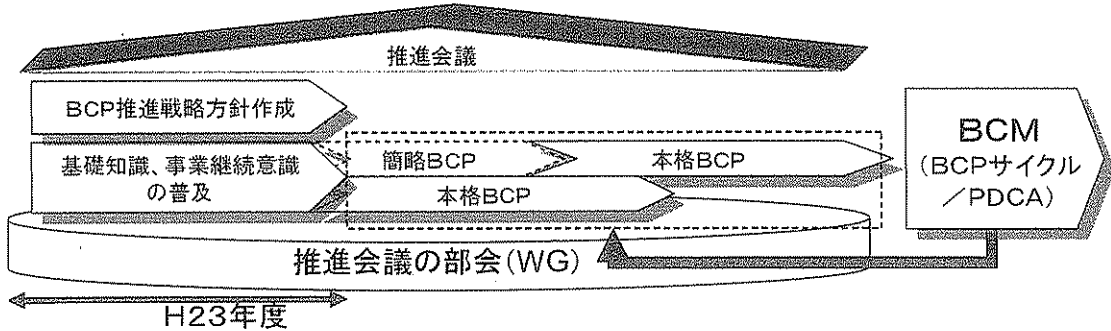 推進会議
BCP推進戦略方針作成
基礎知識、事業継続意識
の普及
簡略BCP
本格BCP
本格BCP
BCM
(BCPサイクル
／PDCA)
推進会議の部会(WG)
H23年度